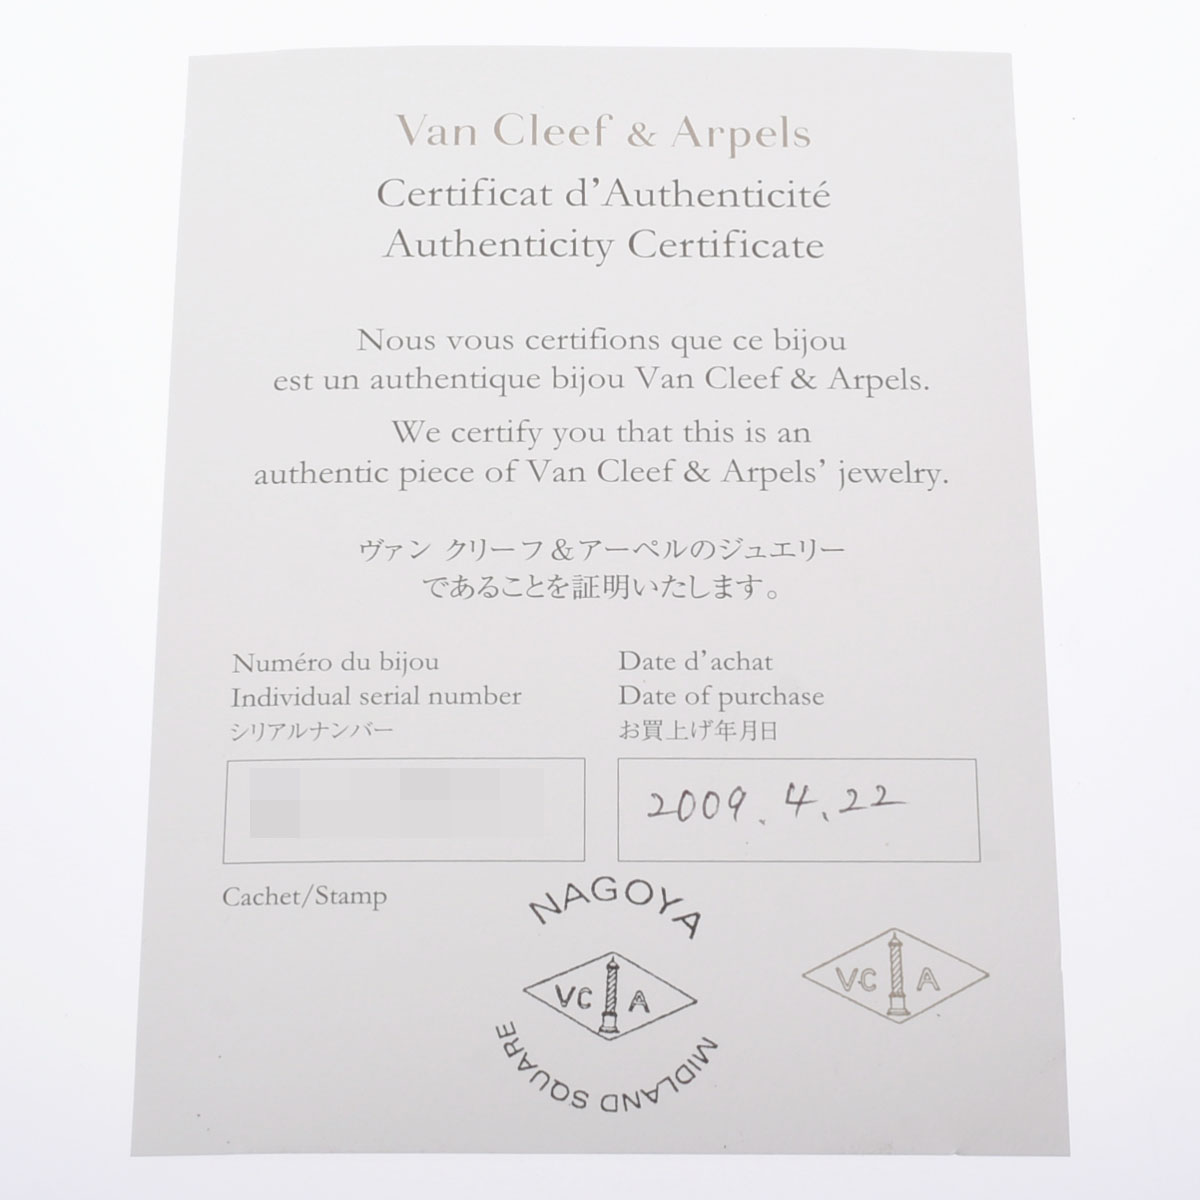 Van Cleef & Arpels
Certificat d'Authenticité
Authenticity Certificate
Nous vous certifions que ce bijou
est un authentique bijou Van Cleef & Arpels.
We certify you that this is an
authentic piece of Van Cleef & Arpels' jewelry.
ヴァン クリーフ&アーペルのジュエリー
であることを証明いたします。
Numéro du bijou
Individual serial number
シリアルナンバー
Date d'achat
Date of purchase
お買上げ年月日
2009.4.22
Cachet/Stamp
NAGOYA
VC A
MIDLAND SQUARE
V·C A